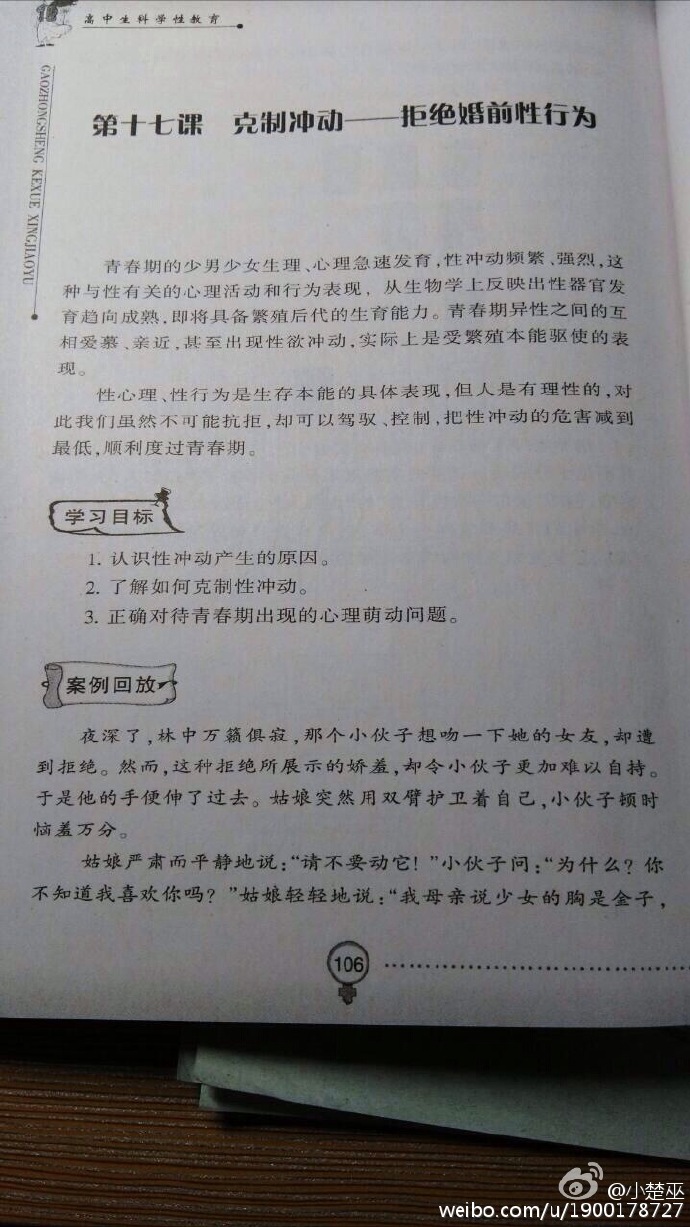 高中生科学性教育
GAOZHONGSHENG KEXUE XINGJIAOYU
第十七课 克制冲动——拒绝婚前性行为
青春期的少男少女生理、心理急速发育,性冲动频繁、强烈,这
种与性有关的心理活动和行为表现,从生物学上反映出性器官发
育趋向成熟,即将具备繁殖后代的生育能力。青春期异性之间的互
相爱慕、亲近,甚至出现性欲冲动,实际上是受繁殖本能驱使的表
现。
性心理、性行为是生存本能的具体表现,但人是有理性的,对
此我们虽然不可能抗拒,却可以驾驭、控制,把性冲动的危害减到
最低,顺利度过青春期。
学习目标
1. 认识性冲动产生的原因。
2. 了解如何克制性冲动。
3. 正确对待青春期出现的心理萌动问题。
案例回放
夜深了,林中万籁俱寂,那个小伙子想吻一下她的女友,却遭
到拒绝。然而,这种拒绝所展示的娇羞,却令小伙子更加难以自持。
于是他的手便伸了过去。姑娘突然用双臂护卫着自己,小伙子顿时
恼羞万分。
姑娘严肃而平静地说:“请不要动它!”小伙子问:“为什么?你
不知道我喜欢你吗?”姑娘轻轻地说:“我母亲说少女的胸是金子,
106
@小楚巫
weibo.com/u/1900178727